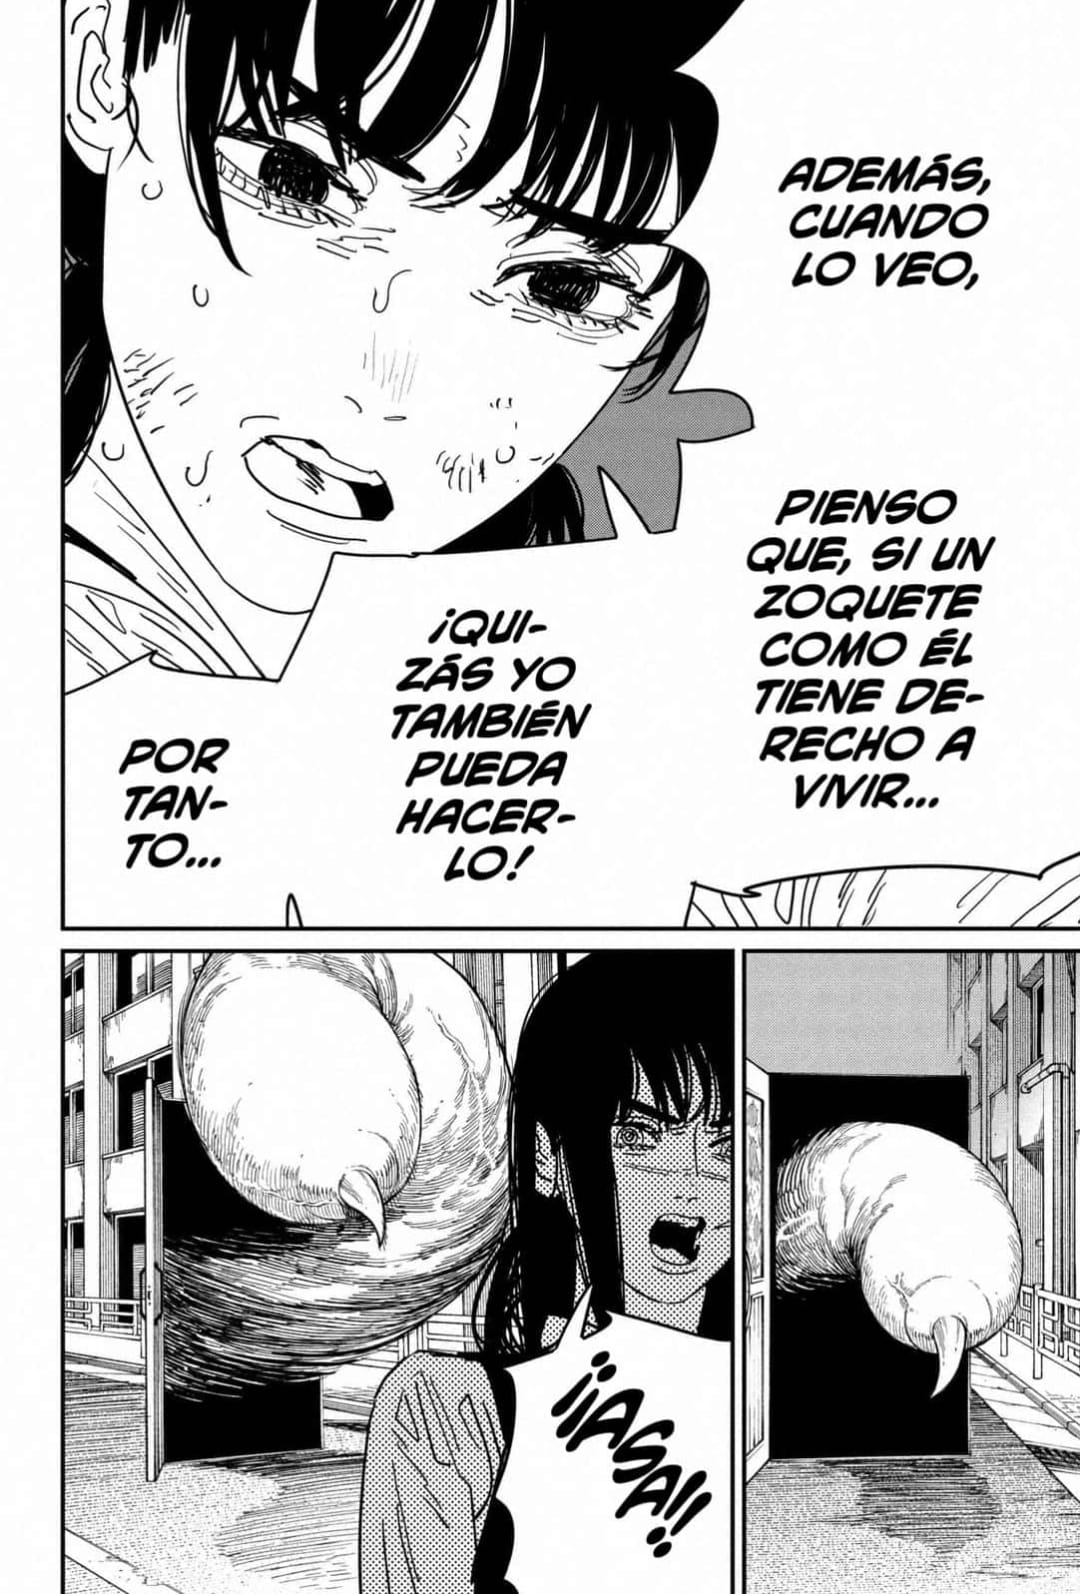 ADEMÁS,
CUANDO
LO VEO,
PIENSO
QUE, SI UN
ZOQUETE
COMO ÉL
TIENE DE-
RECHO A
VIVIR...
¡QUI-
ZÁS YO
TAMBIÉN
PUEDA
HACER-
LO!
POR
TAN-
TO...
¡¡ASA!!